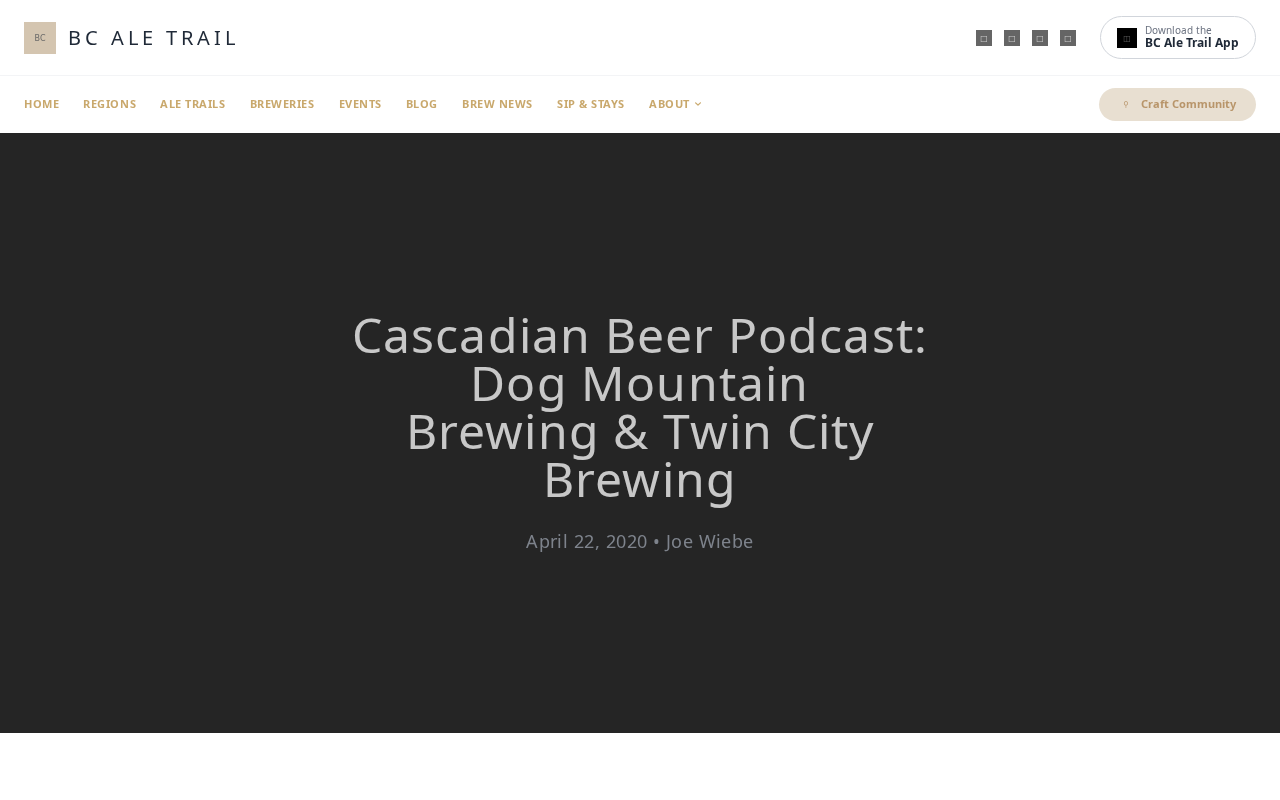 BC
BC ALE TRAIL
Download the
BC Ale Trail App
HOME
REGIONS
ALE TRAILS
BREWERIES
EVENTS
BLOG
BREW NEWS
SIP & STAYS
ABOUT
Craft Community
Cascadian Beer Podcast:
Dog Mountain
Brewing & Twin City
Brewing
April 22, 2020 • Joe Wiebe